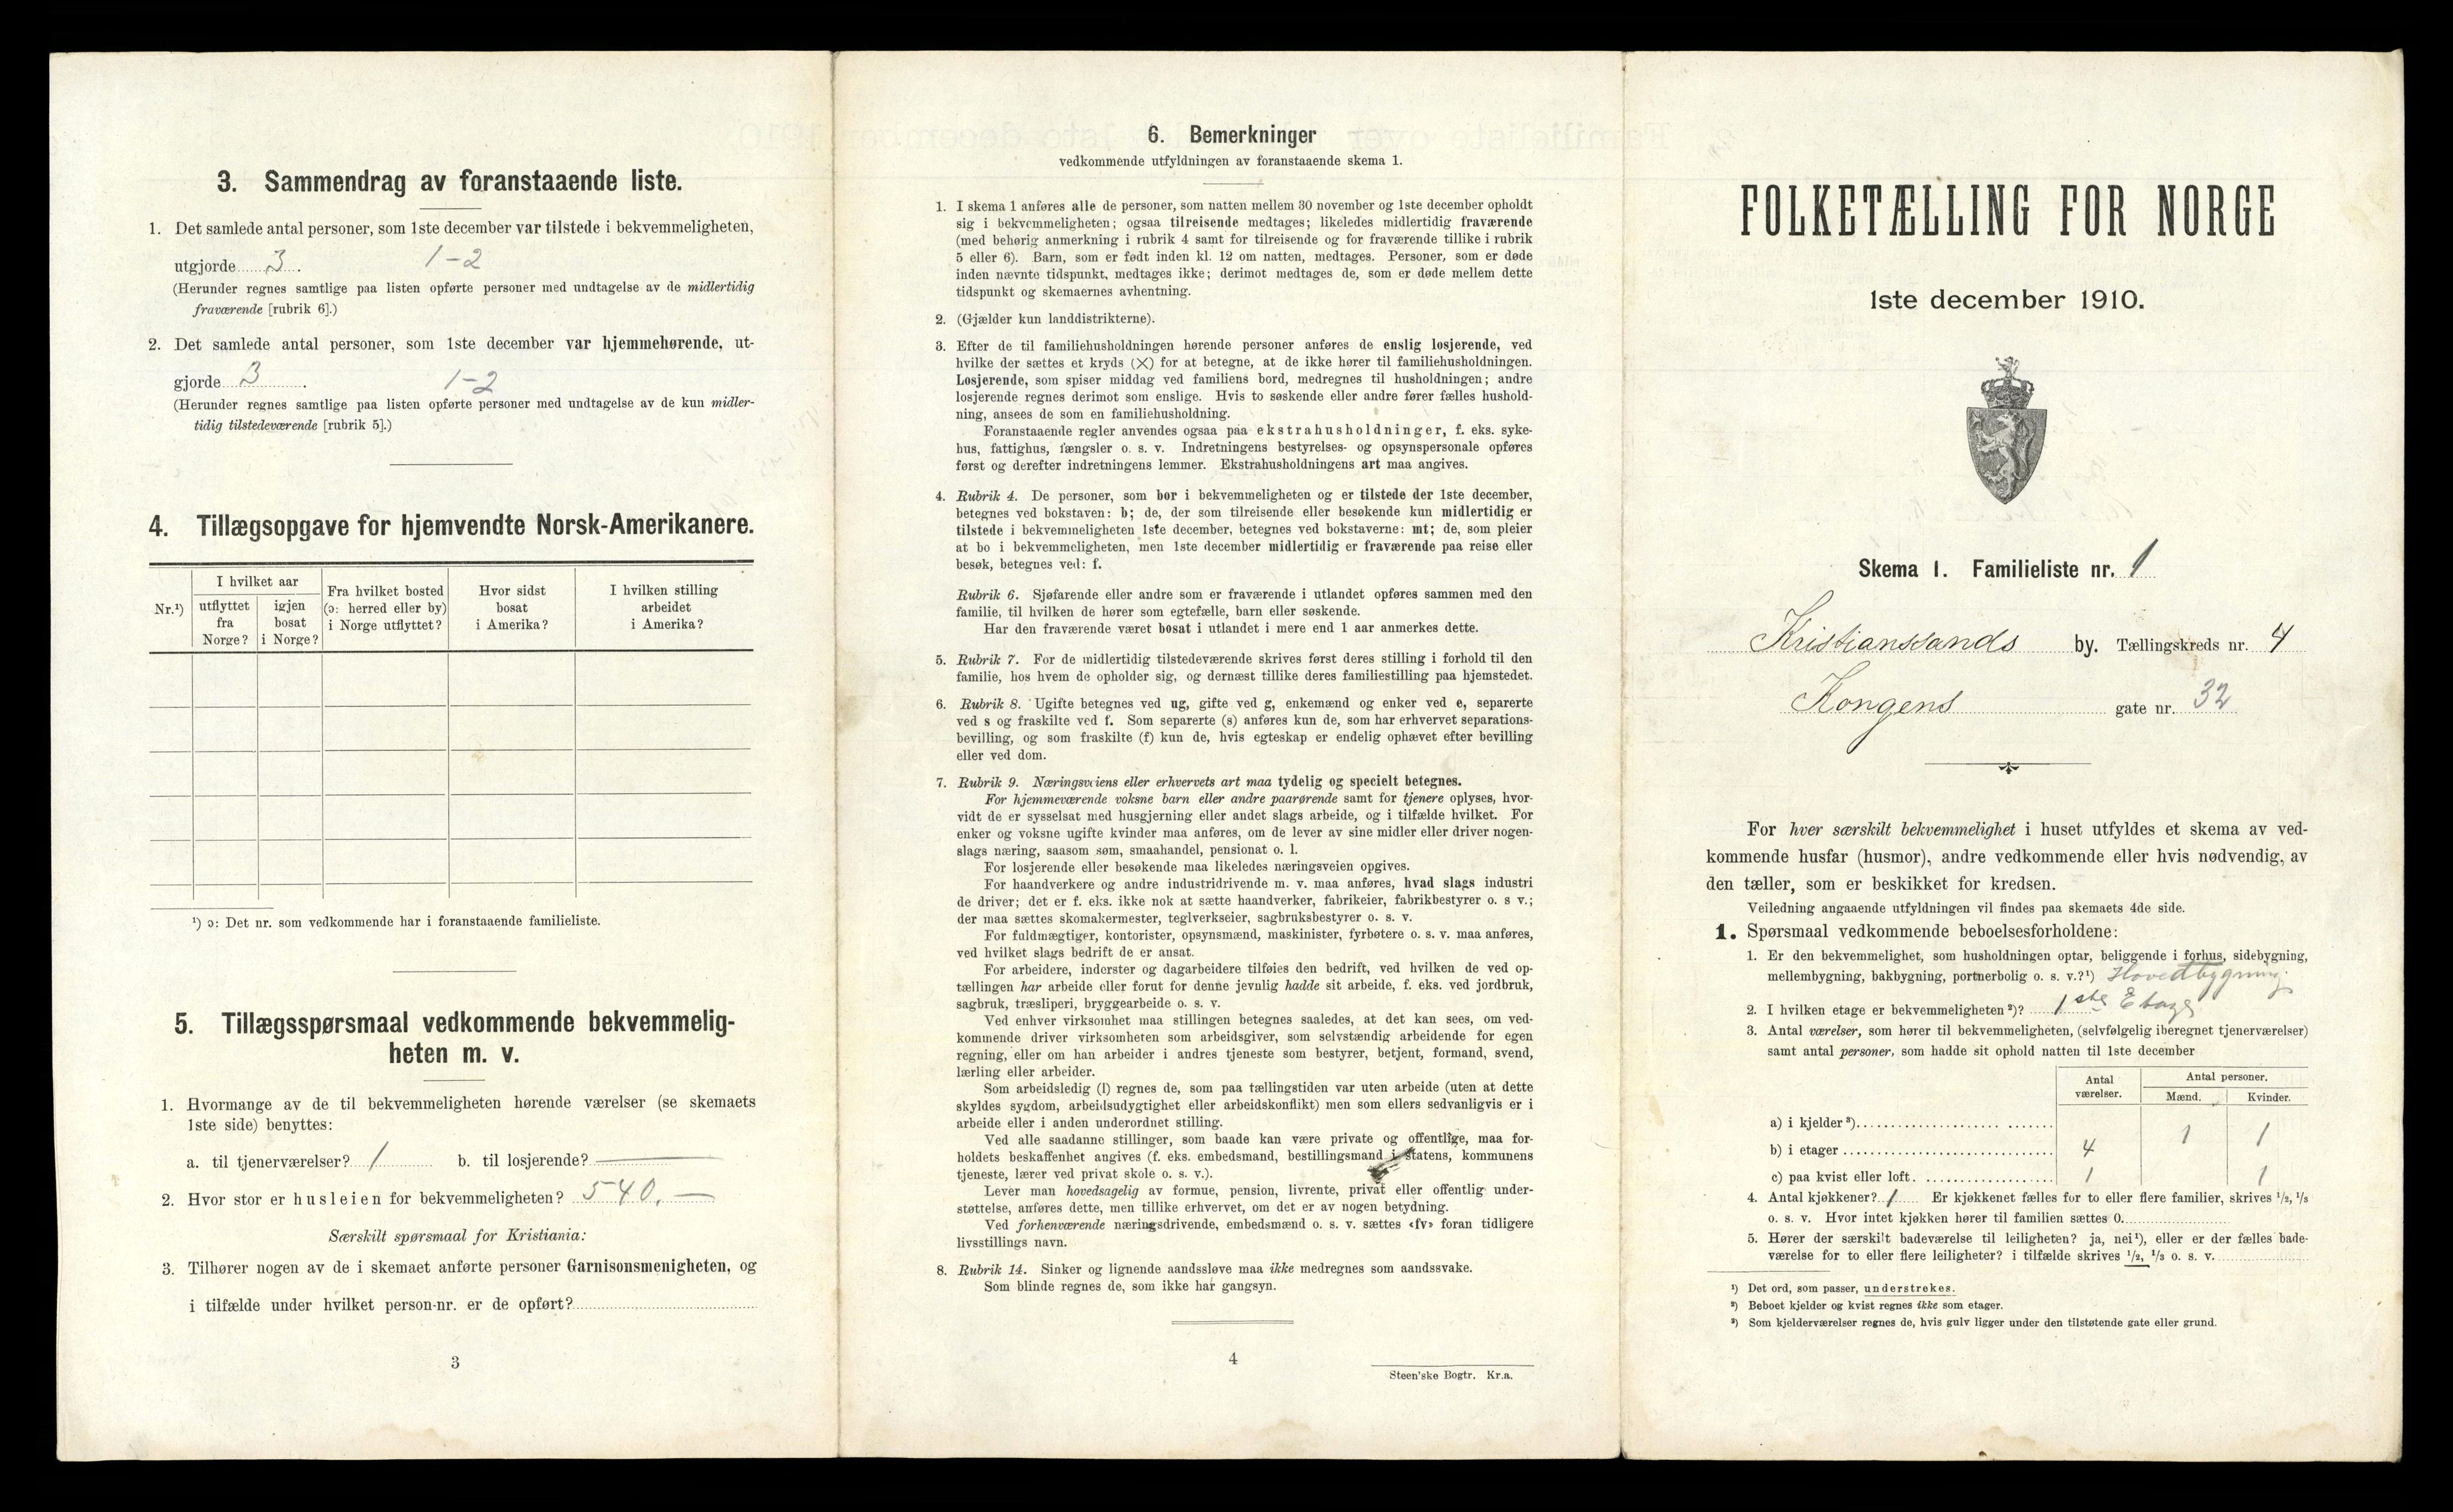 3. Sammendrag av foranstaaende liste.
1. Det samlede antal personer, som 1ste december var tilstede i bekvemmeligheten,
utgjorde 3. 1-2
(Herunder regnes samtlige paa listen opførte personer med undtagelse av de midlertidig
fraværende [rubrik 6].)
2. Det samlede antal personer, som 1ste december var hjemmehørende, ut-
gjorde 3. 1-2
(Herunder regnes samtlige paa listen opførte personer med undtagelse av de kun midler-
tidig tilstedeværende [rubrik 5].)
4. Tillægsopgave for hjemvendte Norsk-Amerikanere.
Nr.¹)
I hvilket aar
utflyttet fra Norge?
igjen bosat i Norge?
Fra hvilket bosted (ɔ: herred eller by) i Norge utflyttet?
Hvor sidst bosat i Amerika?
I hvilken stilling arbeidet i Amerika?
¹) ɔ: Det nr. som vedkommende har i foranstaaende familieliste.
5. Tillægsspørsmaal vedkommende bekvemmelig-
heten m. v.
1. Hvormange av de til bekvemmeligheten hørende værelser (se skemaets
1ste side) benyttes:
a. til tjenerværelser? 1 b. til losjerende? —
2. Hvor stor er husleien for bekvemmeligheten? 540.—
Særskilt spørsmaal for Kristiania:
3. Tilhører nogen av de i skemaet anførte personer Garnisonsmenigheten, og
i tilfælde under hvilket person-nr. er de opført?
3
6. Bemerkninger
vedkommende utfyldningen av foranstaaende skema 1.
1. I skema 1 anføres alle de personer, som natten mellem 30 november og 1ste december opholdt
sig i bekvemmeligheten; ogsaa tilreisende medtages; likeledes midlertidig fraværende
(med behørig anmerkning i rubrik 4 samt for tilreisende og for fraværende tillike i rubrik
5 eller 6). Barn, som er født inden kl. 12 om natten, medtages. Personer, som er døde
inden nævnte tidspunkt, medtages ikke; derimot medtages de, som er døde mellem dette
tidspunkt og skemaernes avhentning.
2. (Gjælder kun landdistrikterne).
3. Efter de til familiehusholdningen hørende personer anføres de enslig losjerende, ved
hvilke der sættes et kryds (×) for at betegne, at de ikke hører til familiehusholdningen.
Losjerende, som spiser middag ved familiens bord, medregnes til husholdningen; andre
losjerende regnes derimot som enslige. Hvis to søskende eller andre fører fælles hushold-
ning, ansees de som en familiehusholdning.
Foranstaaende regler anvendes ogsaa paa ekstrahusholdninger, f. eks. syke-
hus, fattighus, fængsler o. s. v. Indretningens bestyrelses- og opsynspersonale opføres
først og derefter indretningens lemmer. Ekstrahusholdningens art maa angives.
4. Rubrik 4. De personer, som bor i bekvemmeligheten og er tilstede der 1ste december,
betegnes ved bokstaven: b; de, der som tilreisende eller besøkende kun midlertidig er
tilstede i bekvemmeligheten 1ste december, betegnes ved bokstaverne: mt; de, som pleier
at bo i bekvemmeligheten, men 1ste december midlertidig er fraværende paa reise eller
besøk, betegnes ved: f.
Rubrik 6. Sjøfarende eller andre som er fraværende i utlandet opføres sammen med den
familie, til hvilken de hører som egtefælle, barn eller søskende.
Har den fraværende været bosat i utlandet i mere end 1 aar anmerkes dette.
5. Rubrik 7. For de midlertidig tilstedeværende skrives først deres stilling i forhold til den
familie, hos hvem de opholder sig, og dernæst tillike deres familiestilling paa hjemstedet.
6. Rubrik 8. Ugifte betegnes ved ug, gifte ved g, enkemænd og enker ved e, separerte
ved s og fraskilte ved f. Som separerte (s) anføres kun de, som har erhvervet separations-
bevilling, og som fraskilte (f) kun de, hvis egteskap er endelig ophævet efter bevilling
eller ved dom.
7. Rubrik 9. Næringsveiens eller erhvervets art maa tydelig og specielt betegnes.
For hjemmeværende voksne barn eller andre paarørende samt for tjenere oplyses, hvor-
vidt de er sysselsat med husgjerning eller andet slags arbeide, og i tilfælde hvilket. For
enker og voksne ugifte kvinder maa anføres, om de lever av sine midler eller driver nogen-
slags næring, saasom søm, smaahandel, pensionat o. l.
For losjerende eller besøkende maa likeledes næringsveien opgives.
For haandverkere og andre industridrivende m. v. maa anføres, hvad slags industri
de driver; det er f. eks. ikke nok at sætte haandverker, fabrikeier, fabrikbestyrer o. s v.;
der maa sættes skomakermester, teglverkseier, sagbruksbestyrer o. s. v.
For fuldmægtiger, kontorister, opsynsmænd, maskinister, fyrbøtere o. s. v. maa anføres,
ved hvilket slags bedrift de er ansat.
For arbeidere, inderster og dagarbeidere tilføies den bedrift, ved hvilken de ved op-
tællingen har arbeide eller forut for denne jevnlig hadde sit arbeide, f. eks. ved jordbruk,
sagbruk, træsliperi, bryggearbeide o. s. v.
Ved enhver virksomhet maa stillingen betegnes saaledes, at det kan sees, om ved-
kommende driver virksomheten som arbeidsgiver, som selvstændig arbeidende for egen
regning, eller om han arbeider i andres tjeneste som bestyrer, betjent, formand, svend,
lærling eller arbeider.
Som arbeidsledig (l) regnes de, som paa tællingstiden var uten arbeide (uten at dette
skyldes sygdom, arbeidsudygtighet eller arbeidskonflikt) men som ellers sedvanligvis er i
arbeide eller i anden underordnet stilling.
Ved alle saadanne stillinger, som baade kan være private og offentlige, maa for-
holdets beskaffenhet angives (f. eks. embedsmand, bestillingsmand i statens, kommunens
tjeneste, lærer ved privat skole o. s. v.).
Lever man hovedsagelig av formue, pension, livrente, privat eller offentlig under-
støttelse, anføres dette, men tillike erhvervet, om det er av nogen betydning.
Ved forhenværende næringsdrivende, embedsmænd o. s. v. sættes «fv» foran tidligere
livsstillings navn.
8. Rubrik 14. Sinker og lignende aandssløve maa ikke medregnes som aandssvake.
Som blinde regnes de, som ikke har gangsyn.
4
Steen'ske Bogtr. Kr.a.
FOLKETÆLLING FOR NORGE
1ste december 1910.
Skema 1. Familieliste nr. 1
Kristianssands by. Tællingskreds nr. 4
Kongens gate nr. 32
For hver særskilt bekvemmelighet i huset utfyldes et skema av ved-
kommende husfar (husmor), andre vedkommende eller hvis nødvendig, av
den tæller, som er beskikket for kredsen.
Veiledning angaaende utfyldningen vil findes paa skemaets 4de side.
1. Spørsmaal vedkommende beboelsesforholdene:
1. Er den bekvemmelighet, som husholdningen optar, beliggende i forhus, sidebygning,
mellembygning, bakbygning, portnerbolig o. s. v.?¹) Hovedbygning.
2. I hvilken etage er bekvemmeligheten²)? 1ste Etage
3. Antal værelser, som hører til bekvemmeligheten, (selvfølgelig iberegnet tjenerværelser)
samt antal personer, som hadde sit ophold natten til 1ste december
Antal værelser. Antal personer.
Mænd. Kvinder.
a) i kjelder³)
b) i etager 4 1 1
c) paa kvist eller loft. 1 1
4. Antal kjøkkener? 1 Er kjøkkenet fælles for to eller flere familier, skrives 1/2, 1/3
o. s. v. Hvor intet kjøkken hører til familien sættes 0.
5. Hører der særskilt badeværelse til leiligheten? ja, nei¹), eller er der fælles bade-
værelse for to eller flere leiligheter? i tilfælde skrives 1/2, 1/3 o. s. v.
¹) Det ord, som passer, understrekes.
²) Beboet kjelder og kvist regnes ikke som etager.
³) Som kjelderværelser regnes de, hvis gulv ligger under den tilstøtende gate eller grund.